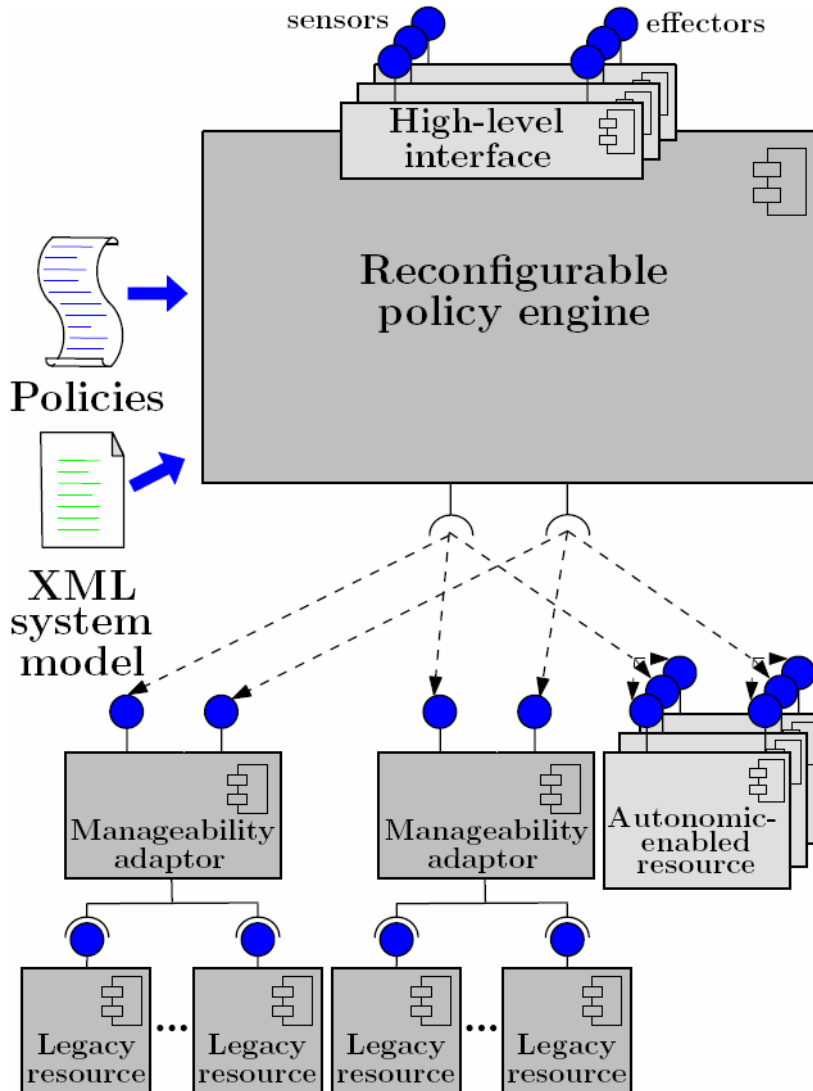 sensors
effectors
High-level
interface
Reconfigurable
policy engine
Policies
XML
system
model
Manageability
adaptor
Manageability
adaptor
Autonomic-
enabled
resource
Legacy
resource
...
Legacy
resource
Legacy
resource
...
Legacy
resource